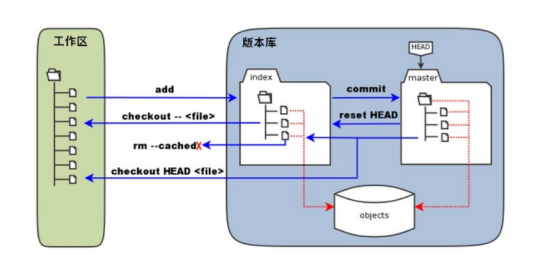 工作区
版本库
HEAD
index
master
add
commit
checkout -- <file>
reset HEAD
rm --cached
X
checkout HEAD <file>
objects